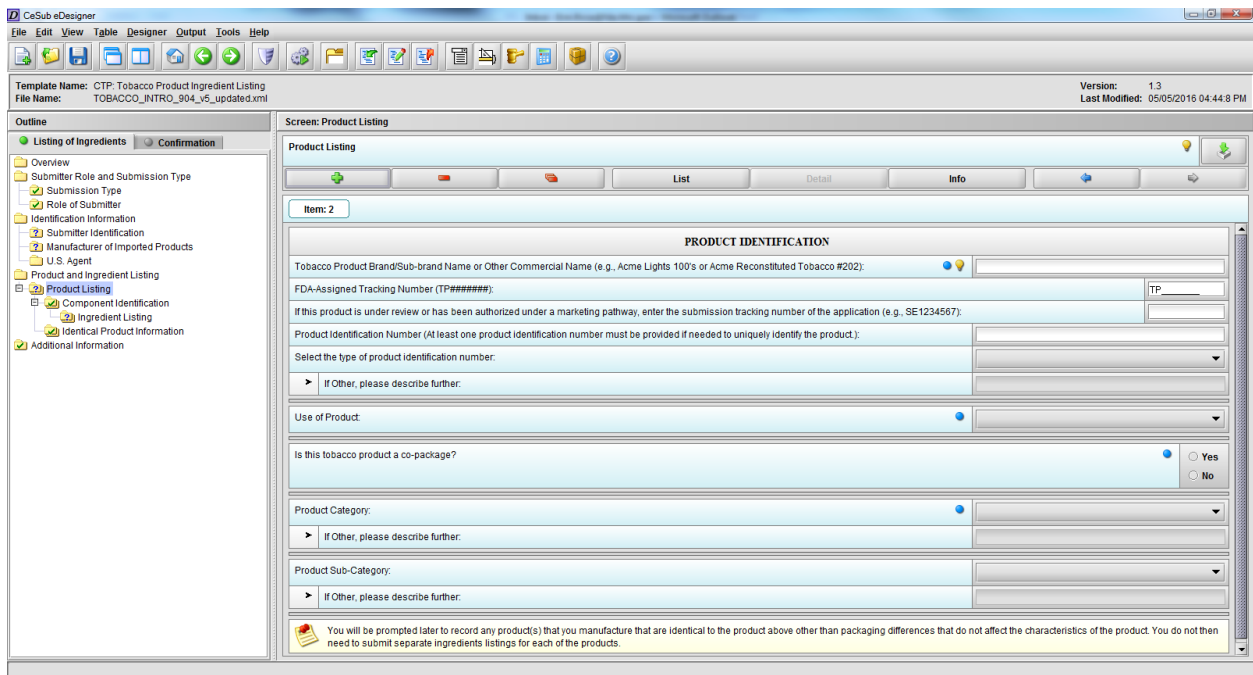 CeSub eDesigner
File Edit View Table Designer Output Tools Help
Template Name: CTP: Tobacco Product Ingredient Listing
File Name: TOBACCO_INTRO_904_v5_updated.xml
Version: 1.3
Last Modified: 05/05/2016 04:44:8 PM
Outline
Listing of Ingredients Confirmation
Overview
Submitter Role and Submission Type
Submission Type
Role of Submitter
Identification Information
Submitter Identification
Manufacturer of Imported Products
U.S. Agent
Product and Ingredient Listing
Product Listing
Component Identification
Ingredient Listing
Identical Product Information
Additional Information
Screen: Product Listing
Product Listing
List Detail Info
Item: 2
PRODUCT IDENTIFICATION
Tobacco Product Brand/Sub-brand Name or Other Commercial Name (e.g., Acme Lights 100's or Acme Reconstituted Tobacco #202):
FDA-Assigned Tracking Number (TP#######): TP_______
If this product is under review or has been authorized under a marketing pathway, enter the submission tracking number of the application (e.g., SE1234567):
Product Identification Number (At least one product identification number must be provided if needed to uniquely identify the product.):
Select the type of product identification number:
If Other, please describe further:
Use of Product:
Is this tobacco product a co-package?
Yes
No
Product Category:
If Other, please describe further:
Product Sub-Category:
If Other, please describe further:
You will be prompted later to record any product(s) that you manufacture that are identical to the product above other than packaging differences that do not affect the characteristics of the product. You do not then
need to submit separate ingredients listings for each of the products.